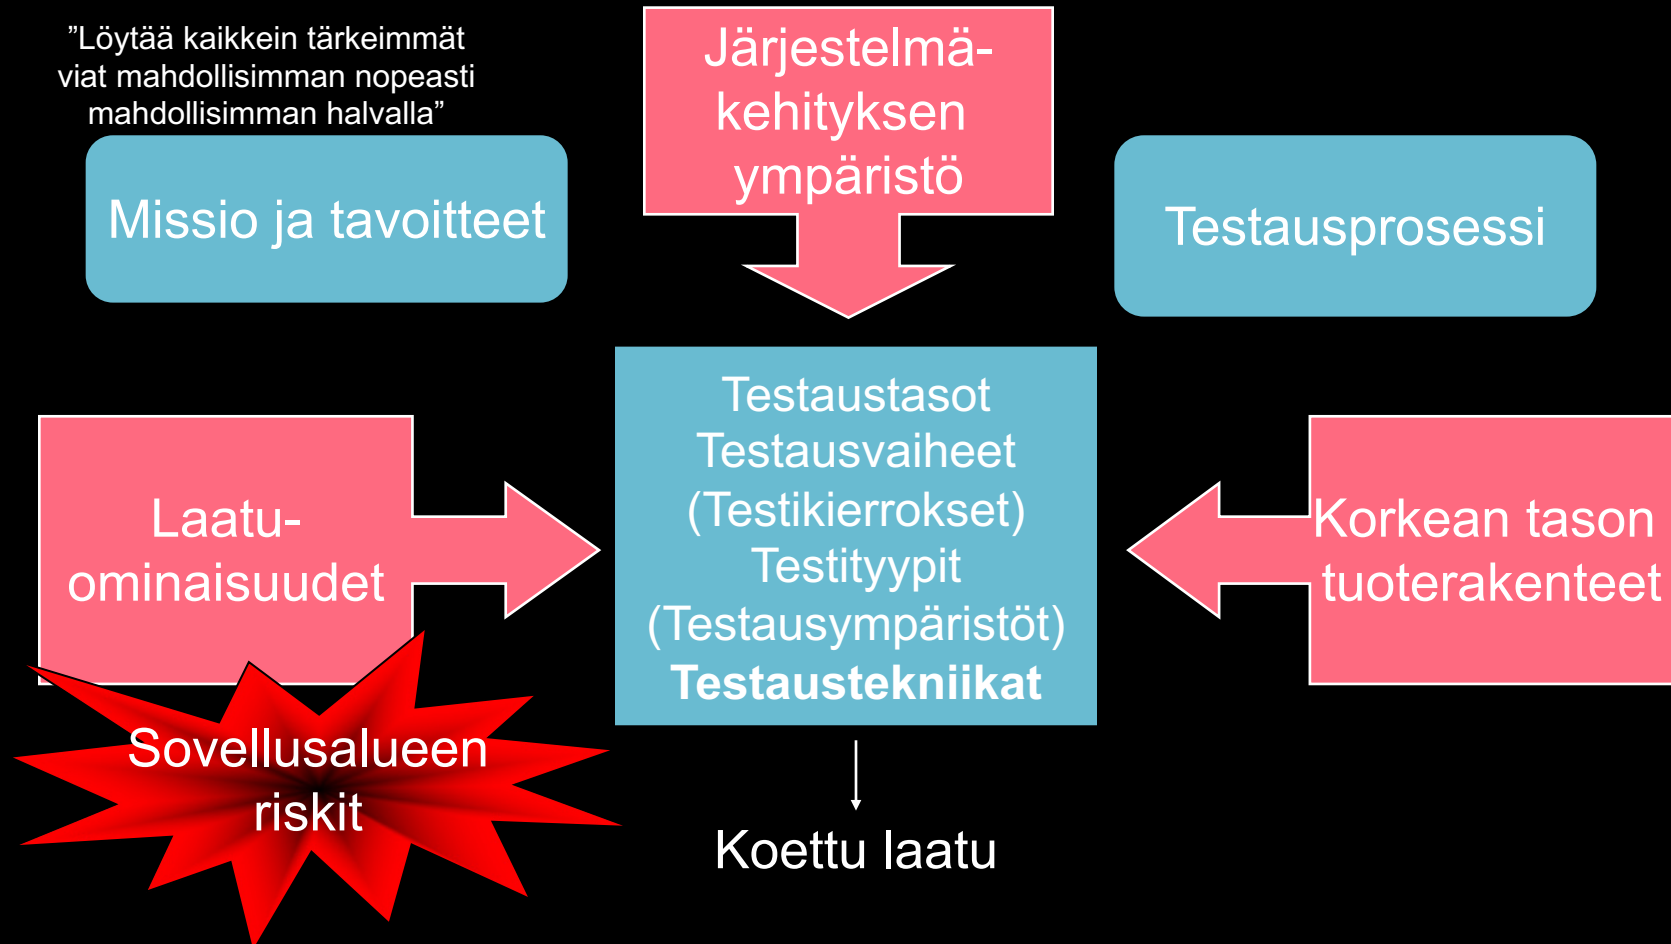 ”Löytää kaikkein tärkeimmät
viat mahdollisimman nopeasti
mahdollisimman halvalla”
Missio ja tavoitteet
Järjestelmä-
kehityksen
ympäristö
Testausprosessi
Laatu-
ominaisuudet
Testaustasot
Testausvaiheet
(Testikierrokset)
Testityypit
(Testausympäristöt)
Testaustekniikat
Korkean tason
tuoterakenteet
Sovellusalueen
riskit
Koettu laatu